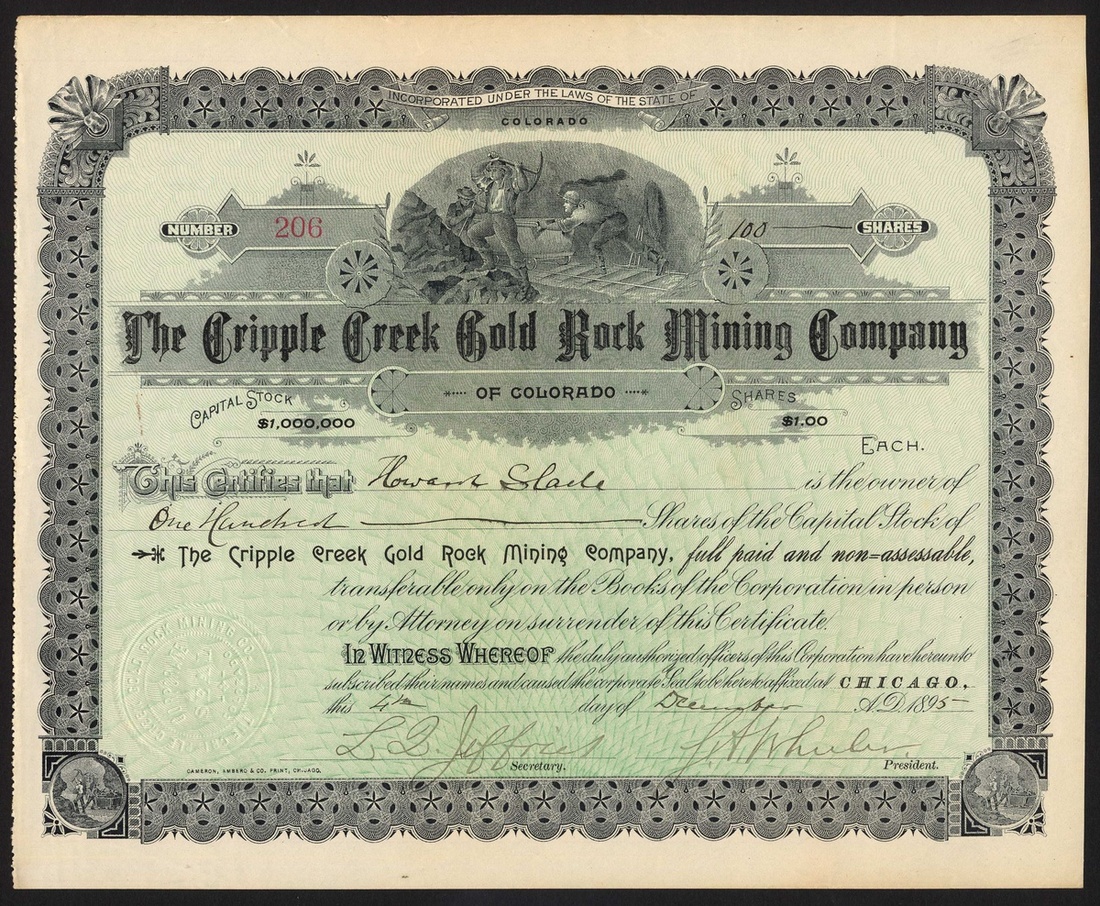 INCORPORATED UNDER THE LAWS OF THE STATE OF
COLORADO
NUMBER 206
100 SHARES
The Cripple Creek Gold Rock Mining Company
OF COLORADO
CAPITAL STOCK
$1,000,000
SHARES
$1.00
EACH.
This Certifies that Howard Slade is the owner of
One Hundred Shares of the Capital Stock of
The Cripple Creek Gold Rock Mining Company, full paid and non=assessable,
transferable only on the Books of the Corporation in person
or by Attorney on surrender of this Certificate.
IN WITNESS WHEREOF the duly authorized officers of this Corporation have hereunto
subscribed their names and caused the corporate Seal to be hereto affixed at CHICAGO,
this 4th day of December A.D. 1895
L. D. Jeffries Secretary.
Wheeler President.
CAMERON, AMBERG & CO. PRINT, CHICAGO.
GOLD ROCK MINING CO.